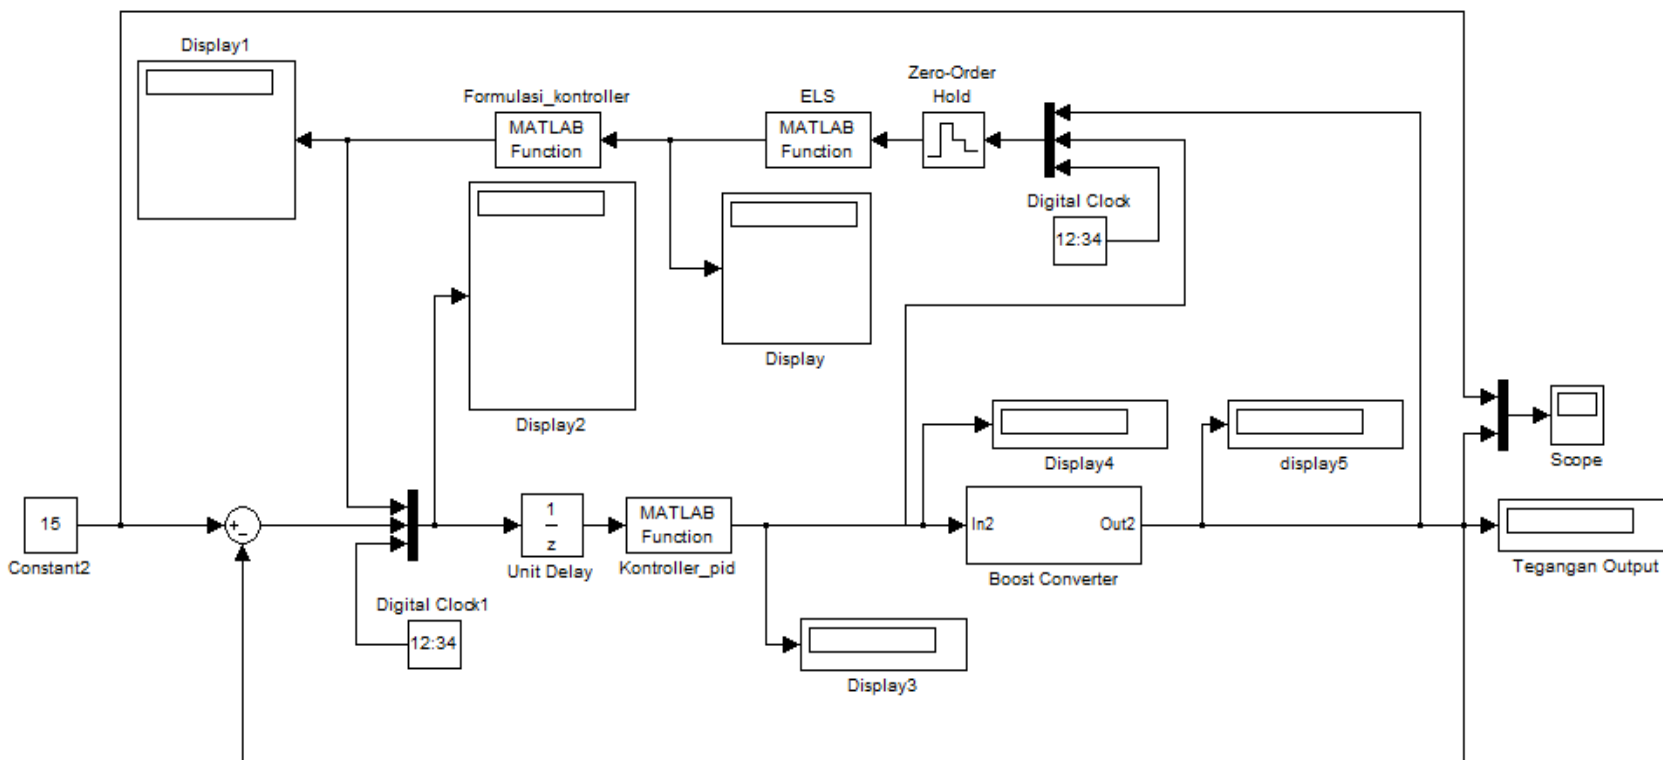 Display1
Formulasi_kontroller
MATLAB
Function
ELS
MATLAB
Function
Zero-Order
Hold
Digital Clock
12:34
Display2
Display
Display4
display5
Scope
15
Constant2
+
−
1
z
Unit Delay
MATLAB
Function
Kontroller_pid
In2
Out2
Boost Converter
Tegangan Output
Digital Clock1
12:34
Display3